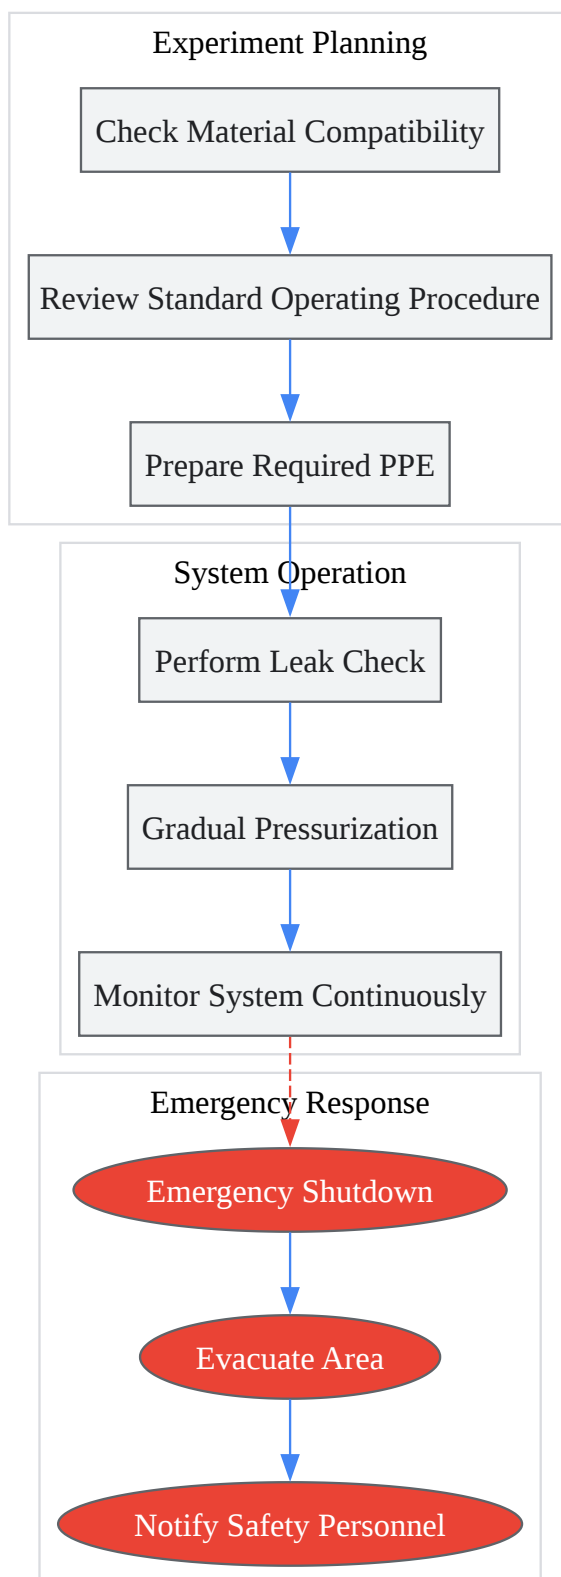 Experiment Planning
Check Material Compatibility
Review Standard Operating Procedure
Prepare Required PPE
System Operation
Perform Leak Check
Gradual Pressurization
Monitor System Continuously
Emergency Response
Emergency Shutdown
Evacuate Area
Notify Safety Personnel